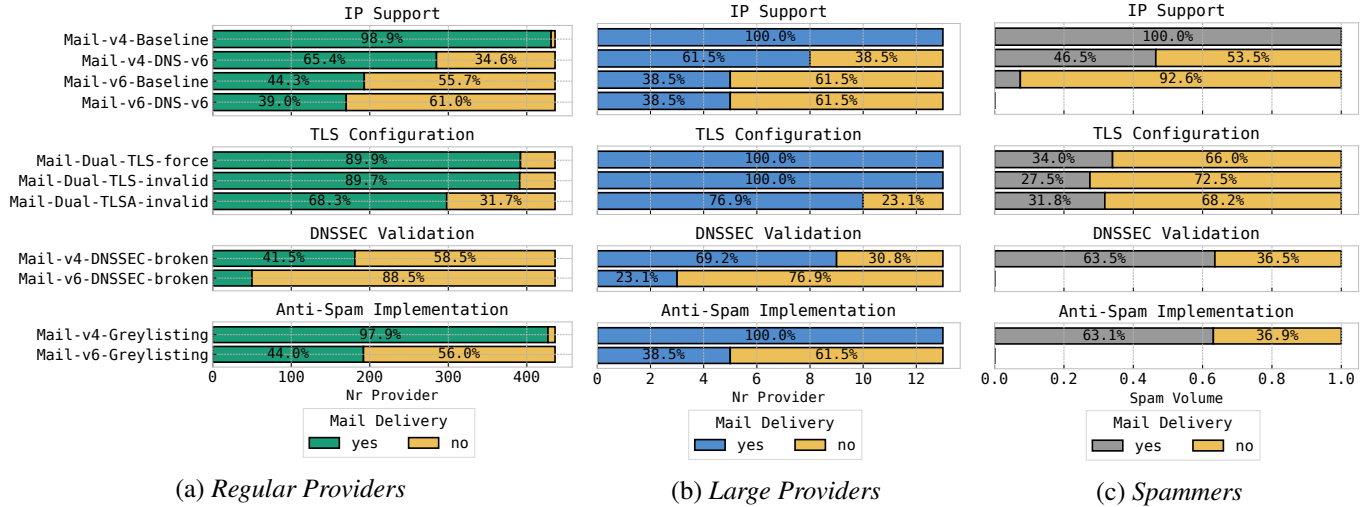 IP Support
Mail-v4-Baseline 98.9%
Mail-v4-DNS-v6 65.4% 34.6%
Mail-v6-Baseline 44.3% 55.7%
Mail-v6-DNS-v6 39.0% 61.0%
TLS Configuration
Mail-Dual-TLS-force 89.9%
Mail-Dual-TLS-invalid 89.7%
Mail-Dual-TLSA-invalid 68.3% 31.7%
DNSSEC Validation
Mail-v4-DNSSEC-broken 41.5% 58.5%
Mail-v6-DNSSEC-broken 88.5%
Anti-Spam Implementation
Mail-v4-Greylisting 97.9%
Mail-v6-Greylisting 44.0% 56.0%
0 100 200 300 400
Nr Provider
Mail Delivery
yes no
(a) Regular Providers
IP Support
100.0%
61.5% 38.5%
38.5% 61.5%
38.5% 61.5%
TLS Configuration
100.0%
100.0%
76.9% 23.1%
DNSSEC Validation
69.2% 30.8%
23.1% 76.9%
Anti-Spam Implementation
100.0%
38.5% 61.5%
0 2 4 6 8 10 12
Nr Provider
Mail Delivery
yes no
(b) Large Providers
IP Support
100.0%
46.5% 53.5%
92.6%
TLS Configuration
34.0% 66.0%
27.5% 72.5%
31.8% 68.2%
DNSSEC Validation
63.5% 36.5%
Anti-Spam Implementation
63.1% 36.9%
0.0 0.2 0.4 0.6 0.8 1.0
Spam Volume
Mail Delivery
yes no
(c) Spammers